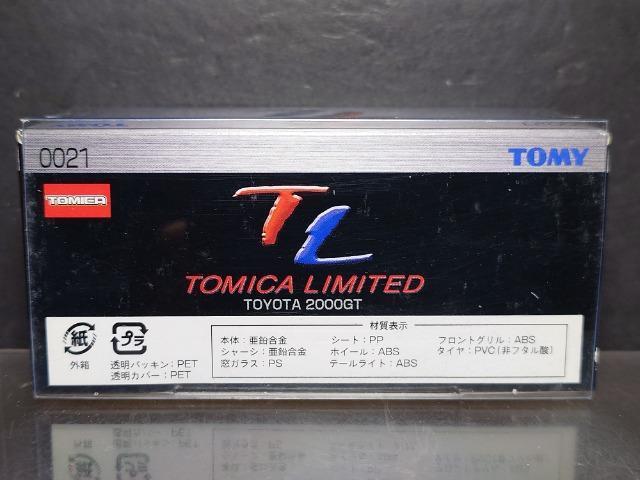 0021
TOMY
TOMICA
TL
TOMICA LIMITED
TOYOTA 2000GT
紙
外箱
プラ
透明パッキン:PET
透明カバー:PET
材質表示
本体:亜鉛合金
シャーシ:亜鉛合金
窓ガラス:PS
シート:PP
ホイール:ABS
テールライト:ABS
フロントグリル:ABS
タイヤ:PVC(非フタル酸)